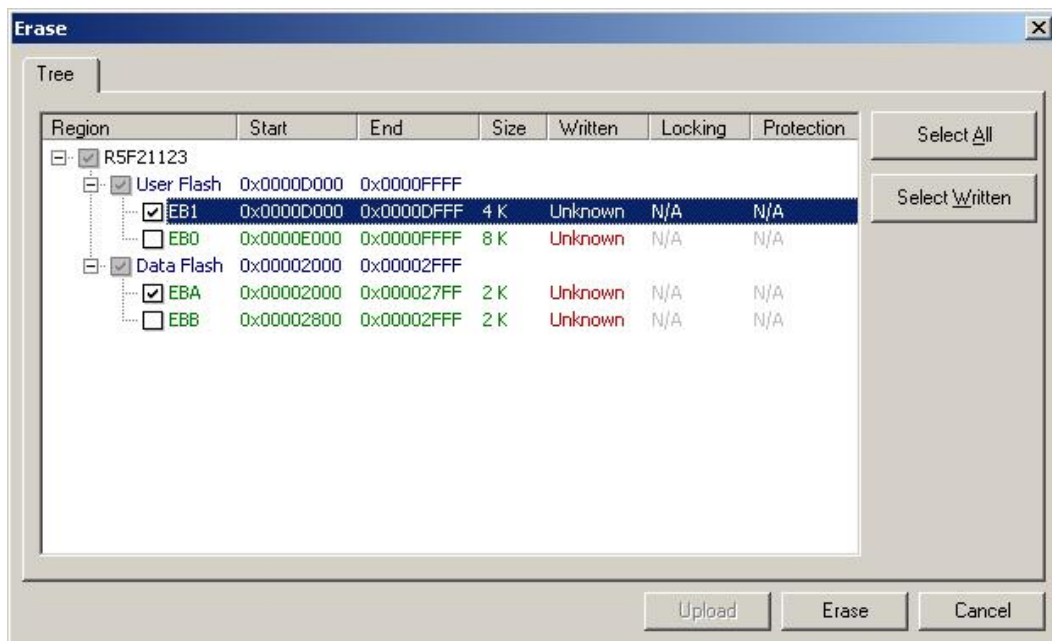 Erase
Tree
Region Start End Size Written Locking Protection
R5F21123
User Flash 0x0000D000 0x0000FFFF
EB1 0x0000D000 0x0000DFFF 4 K Unknown N/A N/A
EB0 0x0000E000 0x0000FFFF 8 K Unknown N/A N/A
Data Flash 0x00002000 0x00002FFF
EBA 0x00002000 0x000027FF 2 K Unknown N/A N/A
EBB 0x00002800 0x00002FFF 2 K Unknown N/A N/A
Select All
Select Written
Upload Erase Cancel